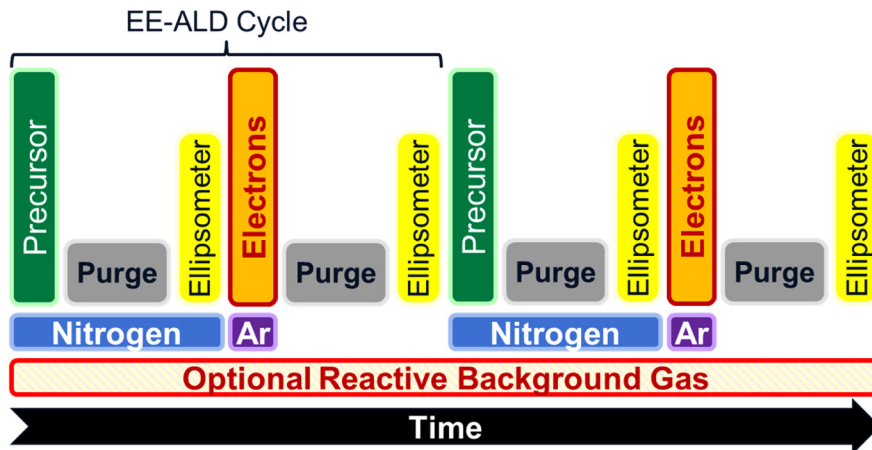 EE-ALD Cycle
Precursor
Purge
Ellipsometer
Electrons
Purge
Ellipsometer
Precursor
Purge
Ellipsometer
Electrons
Purge
Ellipsometer
Nitrogen
Ar
Nitrogen
Ar
Optional Reactive Background Gas
Time